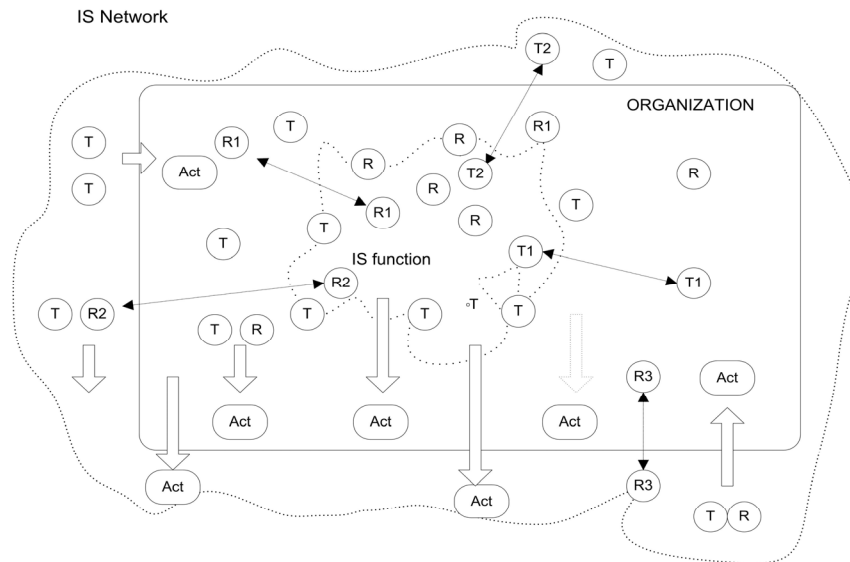 IS Network
T2
T
ORGANIZATION
T
R1
T
R1
R
T
R
Act
T2
R
T
R
R1
R
T
T
T
IS function
T1
R2
T1
T
R2
T
T
°T
T
T
R
R3
Act
Act
Act
Act
Act
Act
R3
T
R